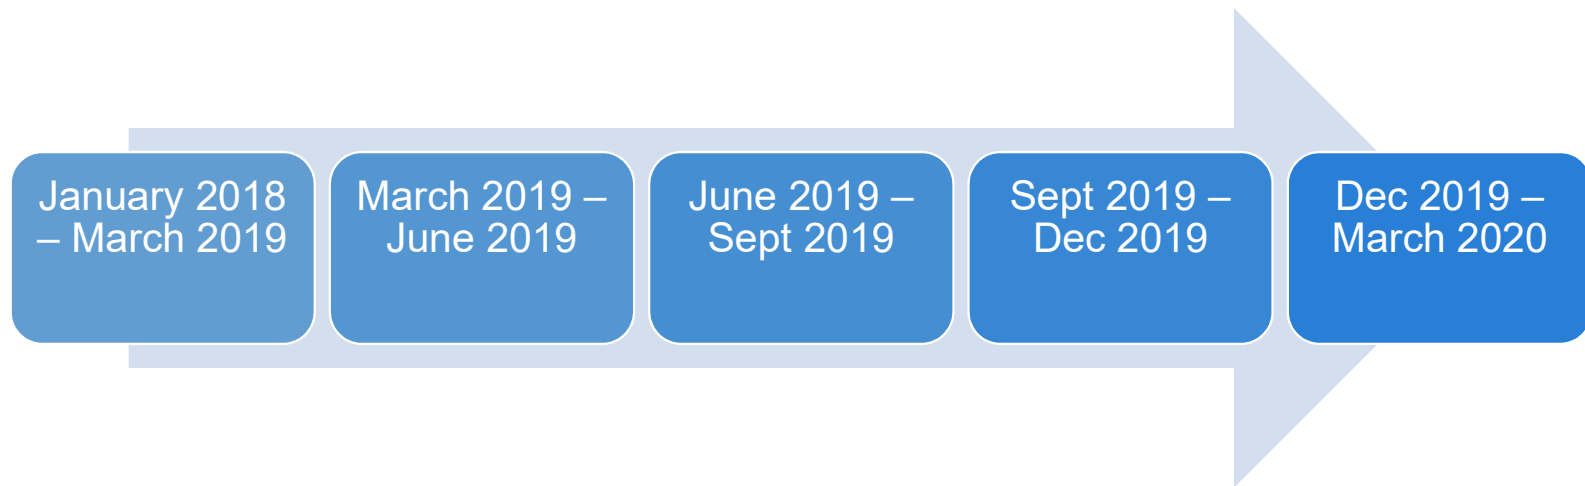 January 2018
– March 2019
March 2019 –
June 2019
June 2019 –
Sept 2019
Sept 2019 –
Dec 2019
Dec 2019 –
March 2020